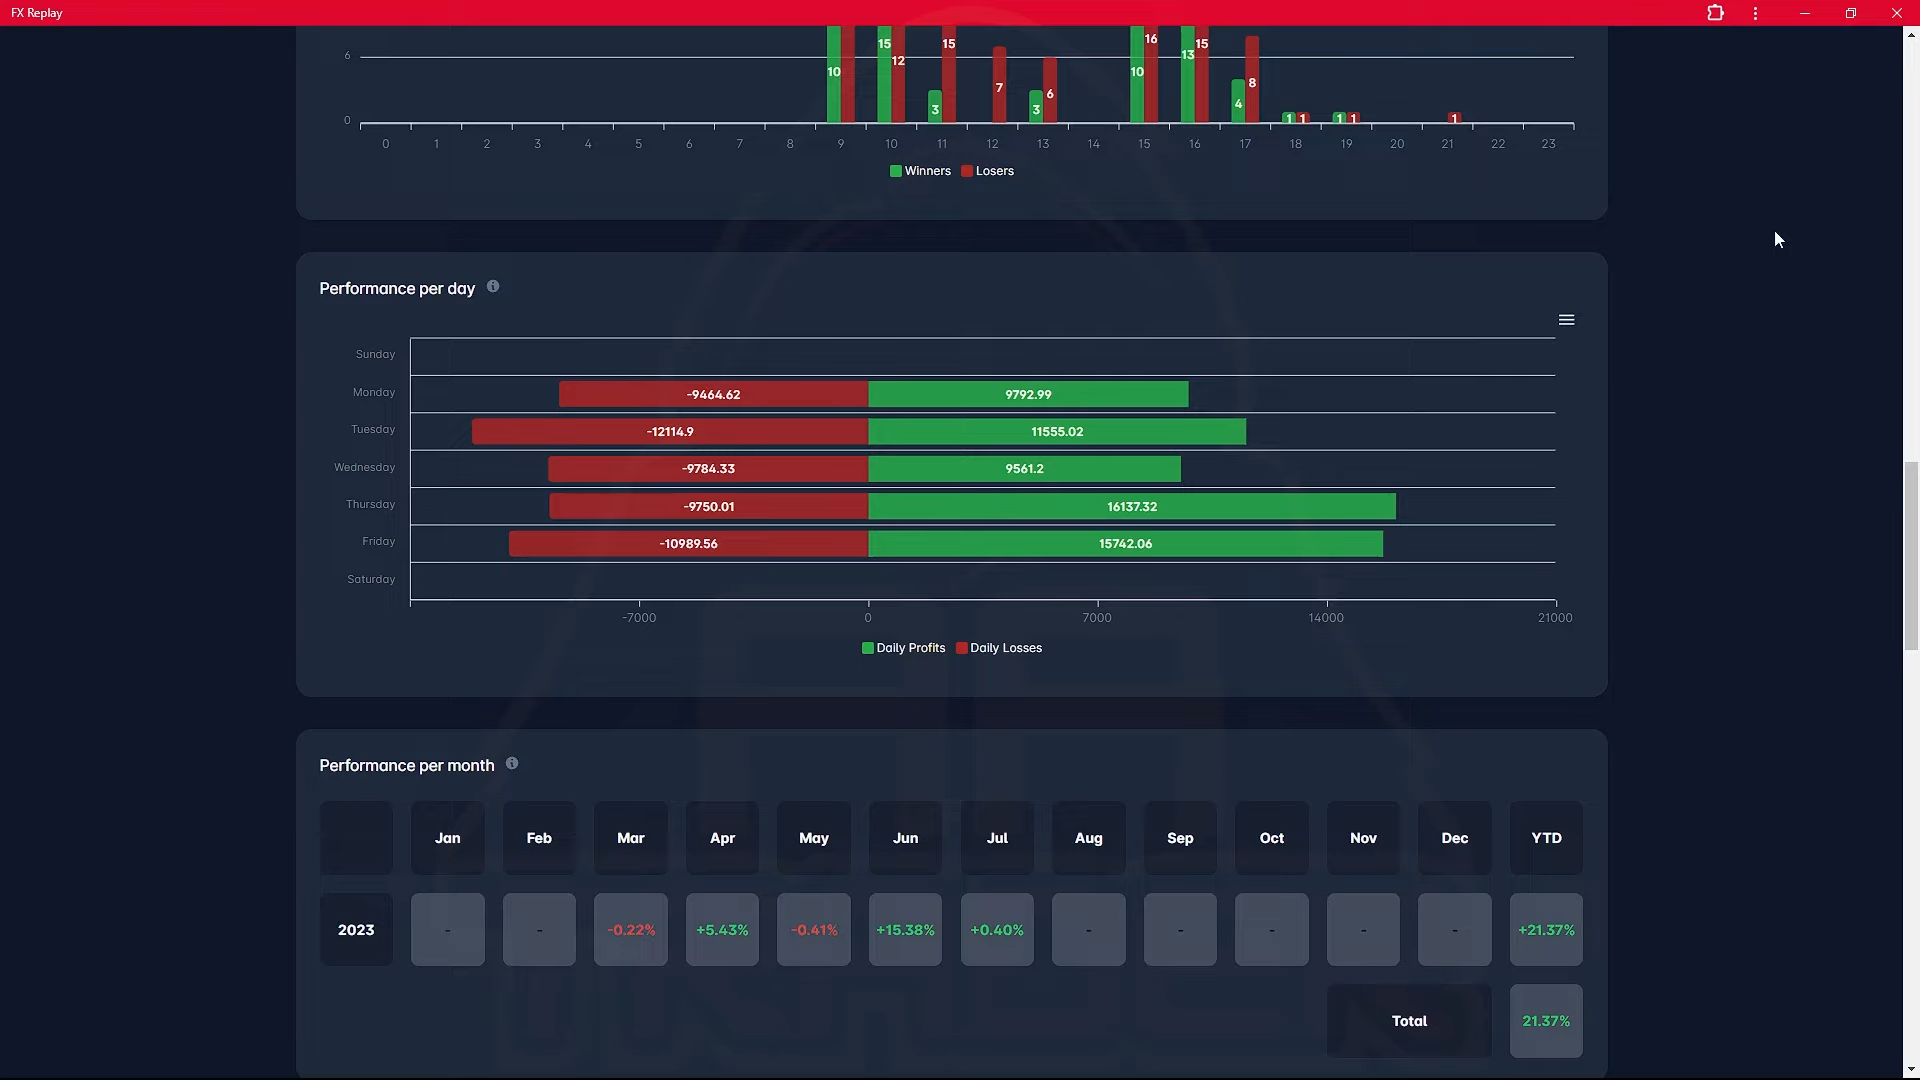 FX Replay
6
10 15 12 3 15 7 3 6 10 16 13 15 4 8 1 1 1 1 1
0
0 1 2 3 4 5 6 7 8 9 10 11 12 13 14 15 16 17 18 19 20 21 22 23
Winners Losers
Performance per day
Sunday
Monday -9464.62 9792.99
Tuesday -12114.9 11555.02
Wednesday -9784.33 9561.2
Thursday -9750.01 16137.32
Friday -10989.56 15742.06
Saturday
-7000 0 7000 14000 21000
Daily Profits Daily Losses
Performance per month
Jan Feb Mar Apr May Jun Jul Aug Sep Oct Nov Dec YTD
2023 - - -0.22% +5.43% -0.41% +15.38% +0.40% - - - - - +21.37%
Total 21.37%